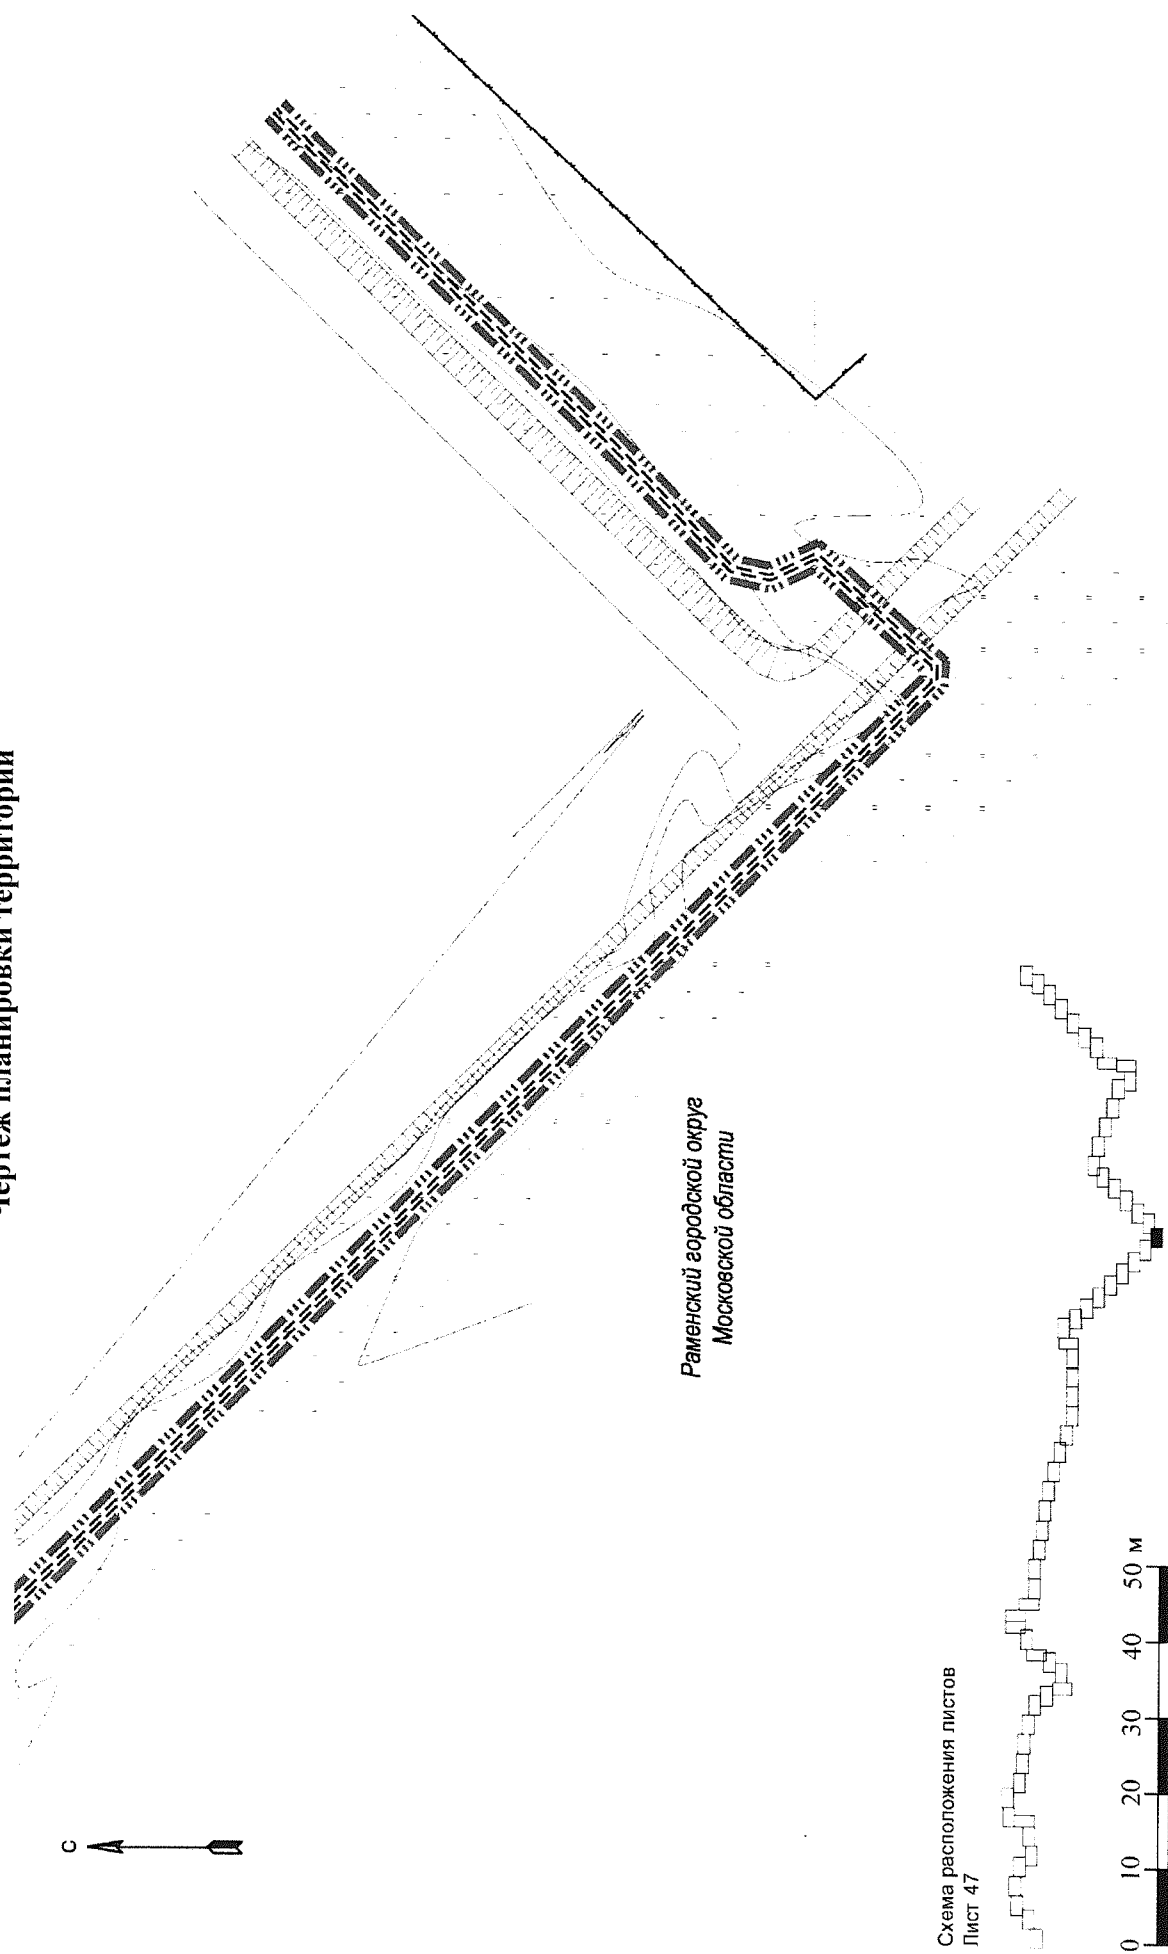 Чертеж планировки территории
С
Раменский городской округ
Московской области
Схема расположения листов
Лист 47
0 10 20 30 40 50 м